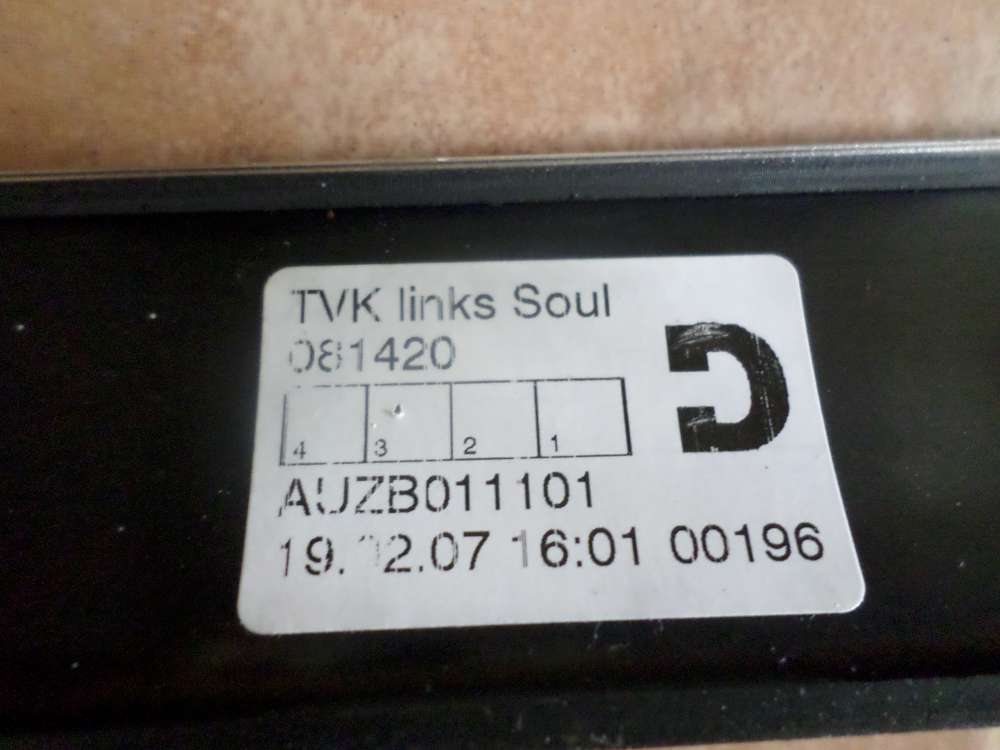 TVK links Soul
081420
4 3 2 1
AUZB011101
16:01 00196